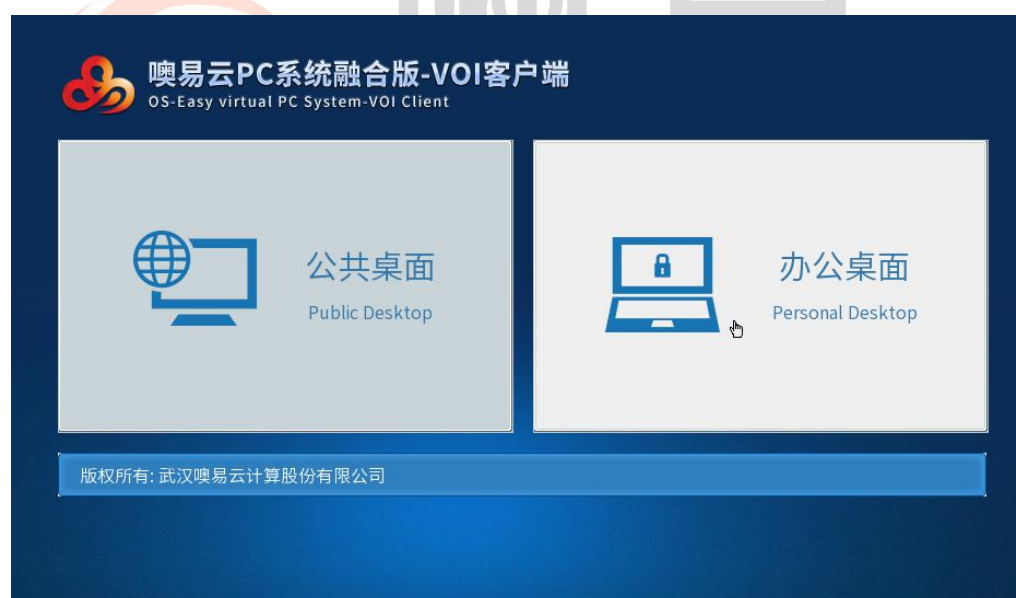 噢易云PC系统融合版-VOI客户端
OS-Easy virtual PC System-VOI Client
公共桌面
Public Desktop
办公桌面
Personal Desktop
版权所有: 武汉噢易云计算股份有限公司